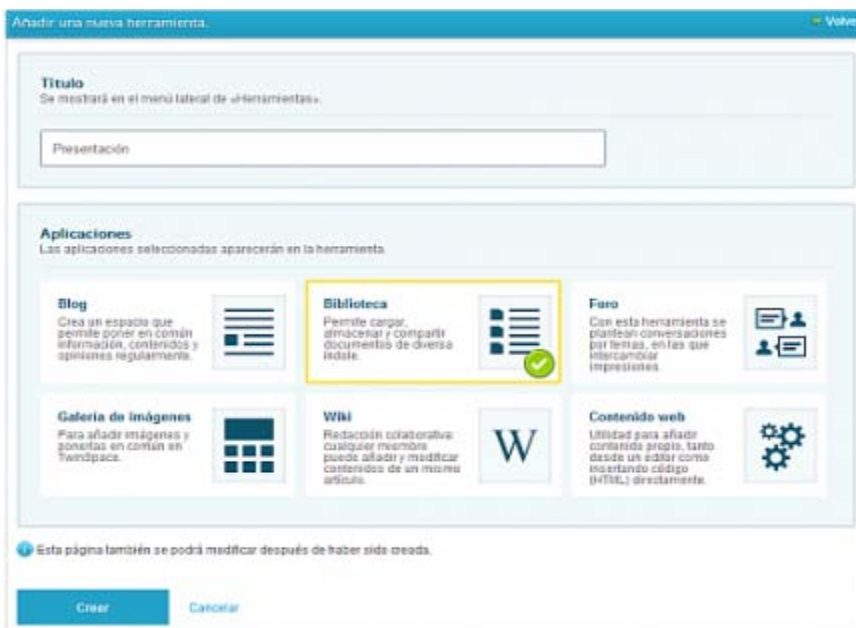 Añadir una nueva herramienta.
Volve
Título
Se mostrará en el menú lateral de «Herramientas».
Presentación
Aplicaciones
Las aplicaciones seleccionadas aparecerán en la herramienta.
Blog
Crea un espacio que
permite poner en común
información, contenidos y
opiniones regularmente.
Biblioteca
Permite cargar,
almacenar y compartir
documentos de diversa
índole.
Foro
Con esta herramienta se
plantean conversaciones
por temas, en las que
intercambiar
impresiones.
Galería de imágenes
Para añadir imágenes y
ponerlas en común en
TwinSpace.
Wiki
Redacción colaborativa:
cualquier miembro
puede añadir y modificar
contenidos de un mismo
artículo.
W
Contenido web
Utilidad para añadir
contenido propio, tanto
desde un editar como
insertando código
(HTML) directamente.
Esta página también se podrá modificar después de haber sido creada.
Crear
Cancelar